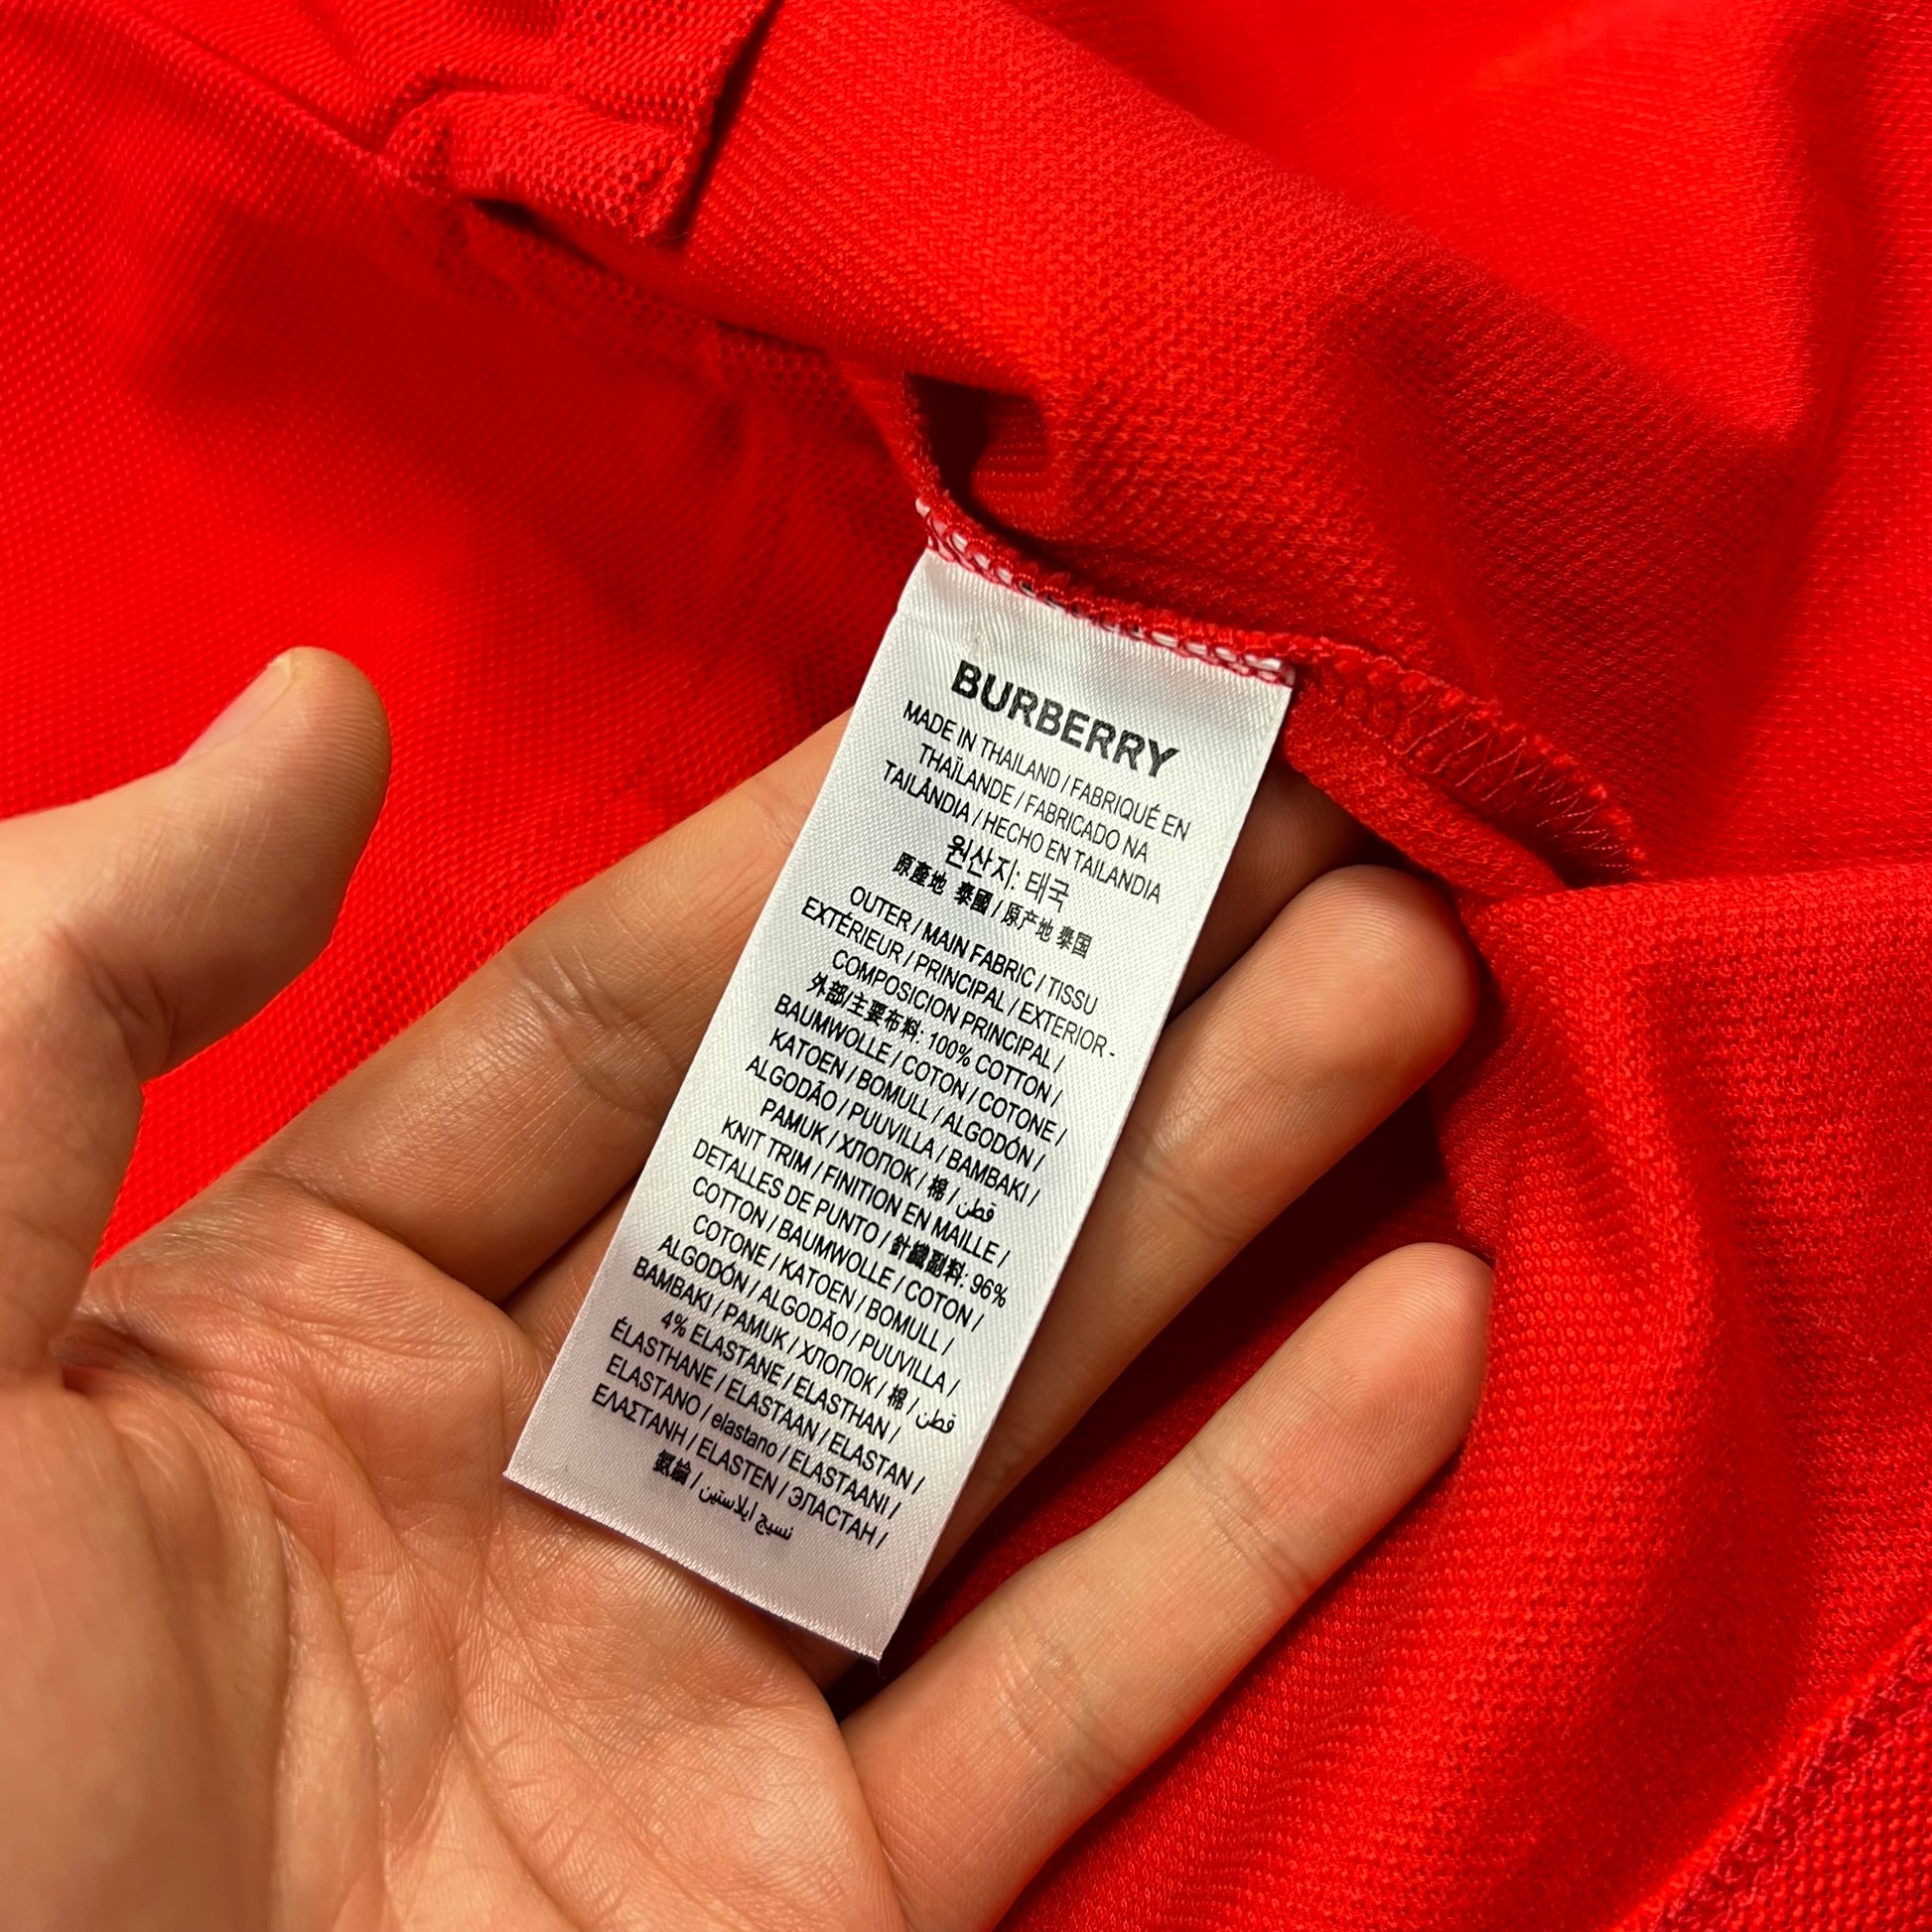 BURBERRY
MADE IN THAILAND / FABRIQUÉ EN
THAÏLANDE / FABRICADO NA
TAILÂNDIA / HECHO EN TAILANDIA
원산지: 태국
原產地 泰國 / 原产地 泰国
OUTER / MAIN FABRIC / TISSU
EXTÉRIEUR / PRINCIPAL / EXTERIOR -
COMPOSICION PRINCIPAL /
外部/主要布料: 100% COTTON /
BAUMWOLLE / COTON / COTONE /
KATOEN / BOMULL / ALGODÓN /
ALGODÃO / PUUVILLA / BAMBAKI /
PAMUK / ХЛОПОК / 棉 / قطن
KNIT TRIM / FINITION EN MAILLE /
DETALLES DE PUNTO / 針織副料: 96%
COTTON / BAUMWOLLE / COTON /
COTONE / KATOEN / BOMULL /
ALGODÓN / ALGODÃO / PUUVILLA /
BAMBAKI / PAMUK / ХЛОПОК / 棉 / قطن
4% ELASTANE / ELASTHAN /
ÉLASTHANE / ELASTAAN / ELASTAN /
ELASTANO / elastano / ELASTAANI /
ΕΛΑΣΤΑΝΗ / ELASTEN / ЭЛАСТАН /
氨綸 / نسيج ايلاستين